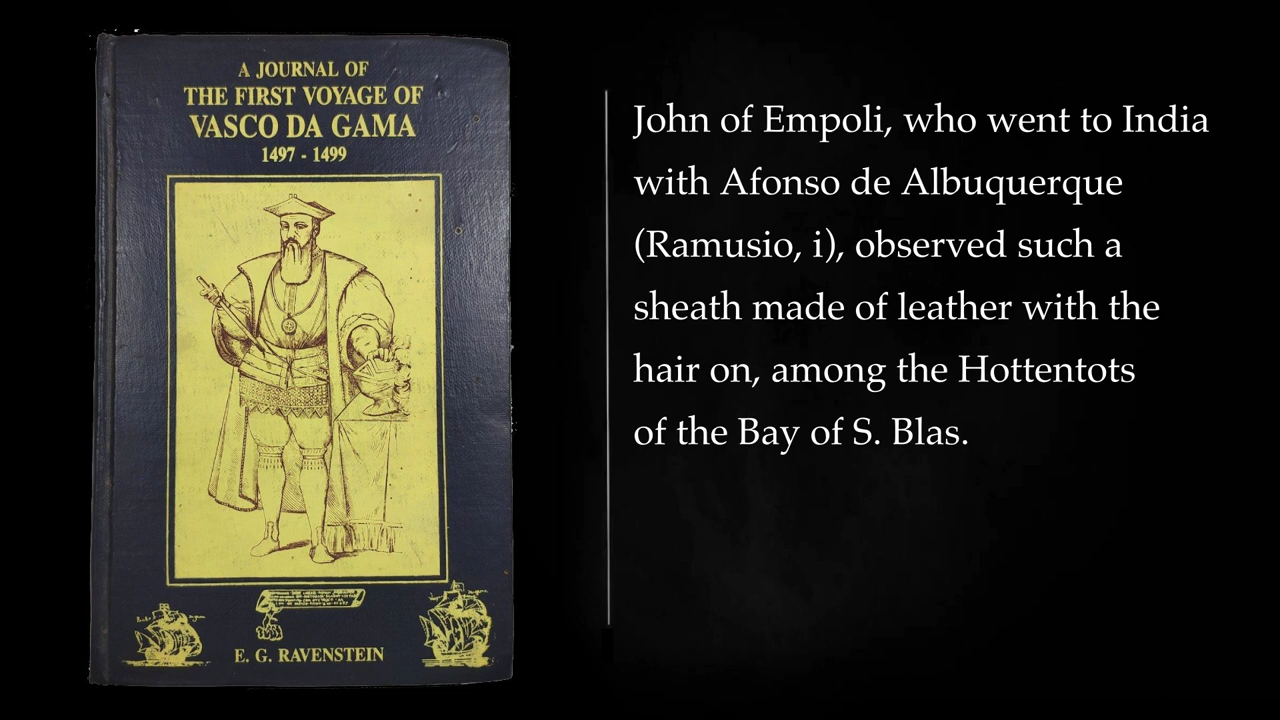 A JOURNAL OF
THE FIRST VOYAGE OF
VASCO DA GAMA
1497 - 1499
E. G. RAVENSTEIN
John of Empoli, who went to India
with Afonso de Albuquerque
(Ramusio, i), observed such a
sheath made of leather with the
hair on, among the Hottentots
of the Bay of S. Blas.